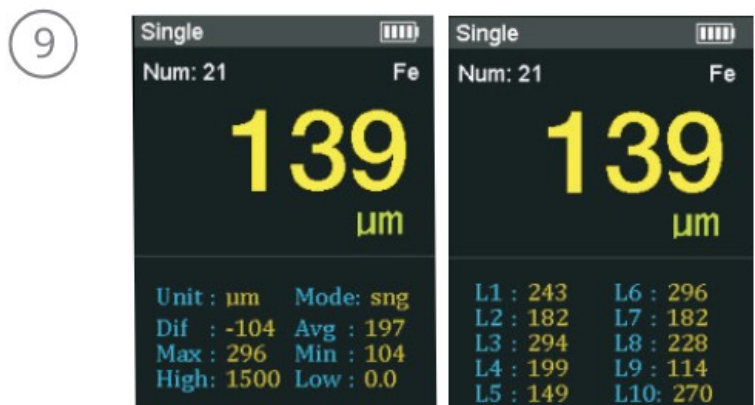 9
Single
Num: 21 Fe
139
µm
Unit : µm Mode: sng
Dif : -104 Avg : 197
Max : 296 Min : 104
High: 1500 Low : 0.0
Single
Num: 21 Fe
139
µm
L1 : 243 L6 : 296
L2 : 182 L7 : 182
L3 : 294 L8 : 228
L4 : 199 L9 : 114
L5 : 149 L10: 270